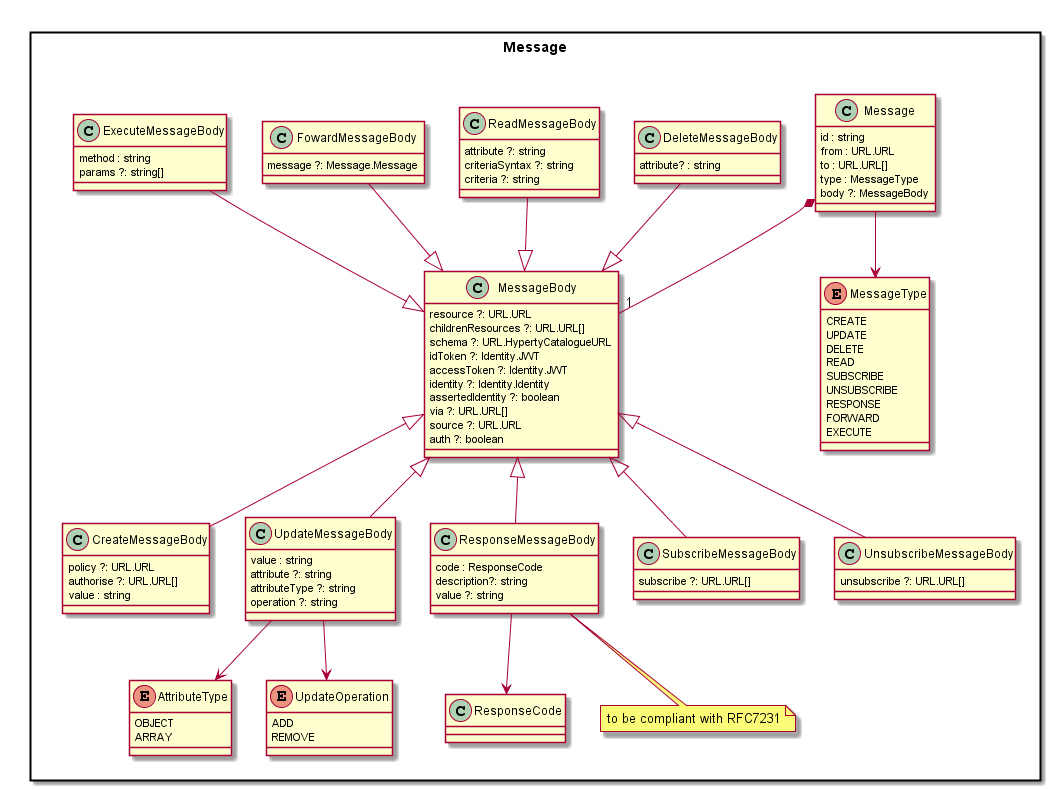 Message
C ExecuteMessageBody
method : string
params ?: string[]
C FowardMessageBody
message ?: Message.Message
C ReadMessageBody
attribute ?: string
criteriaSyntax ?: string
criteria ?: string
C DeleteMessageBody
attribute? : string
C Message
id : string
from : URL.URL
to : URL.URL[]
type : MessageType
body ?: MessageBody
C MessageBody
resource ?: URL.URL
childrenResources ?: URL.URL[]
schema ?: URL.HypertyCatalogueURL
idToken ?: Identity.JWT
accessToken ?: Identity.JWT
identity ?: Identity.Identity
assertedIdentity ?: boolean
via ?: URL.URL[]
source ?: URL.URL
auth ?: boolean
1
E MessageType
CREATE
UPDATE
DELETE
READ
SUBSCRIBE
UNSUBSCRIBE
RESPONSE
FORWARD
EXECUTE
C CreateMessageBody
policy ?: URL.URL
authorise ?: URL.URL[]
value : string
C UpdateMessageBody
value : string
attribute ?: string
attributeType ?: string
operation ?: string
C ResponseMessageBody
code : ResponseCode
description?: string
value ?: string
C SubscribeMessageBody
subscribe ?: URL.URL[]
C UnsubscribeMessageBody
unsubscribe ?: URL.URL[]
E AttributeType
OBJECT
ARRAY
E UpdateOperation
ADD
REMOVE
C ResponseCode
to be compliant with RFC7231